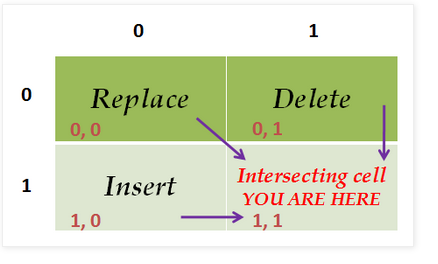 0 1
0
Replace Delete
0, 0 0, 1
1
Insert
Intersecting cell
YOU ARE HERE
1, 0 1, 1